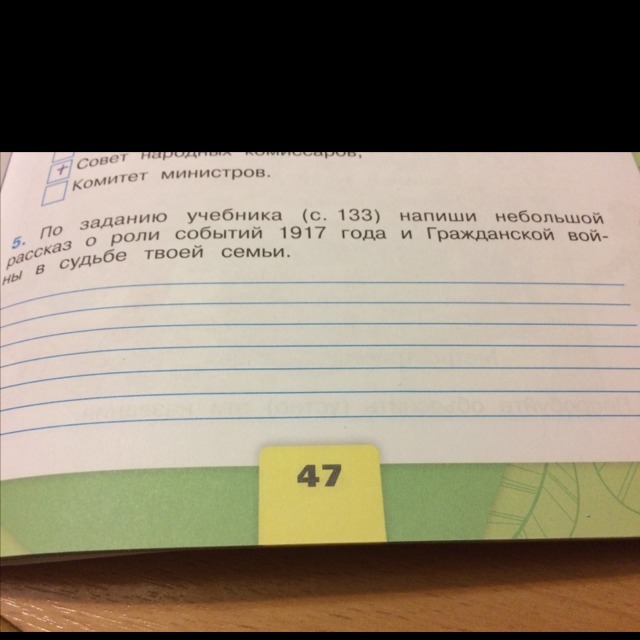 Совет народных комиссаров,
Комитет министров.
5. По заданию учебника (с. 133) напиши небольшой
рассказ о роли событий 1917 года и Гражданской вой-
ны в судьбе твоей семьи.
47